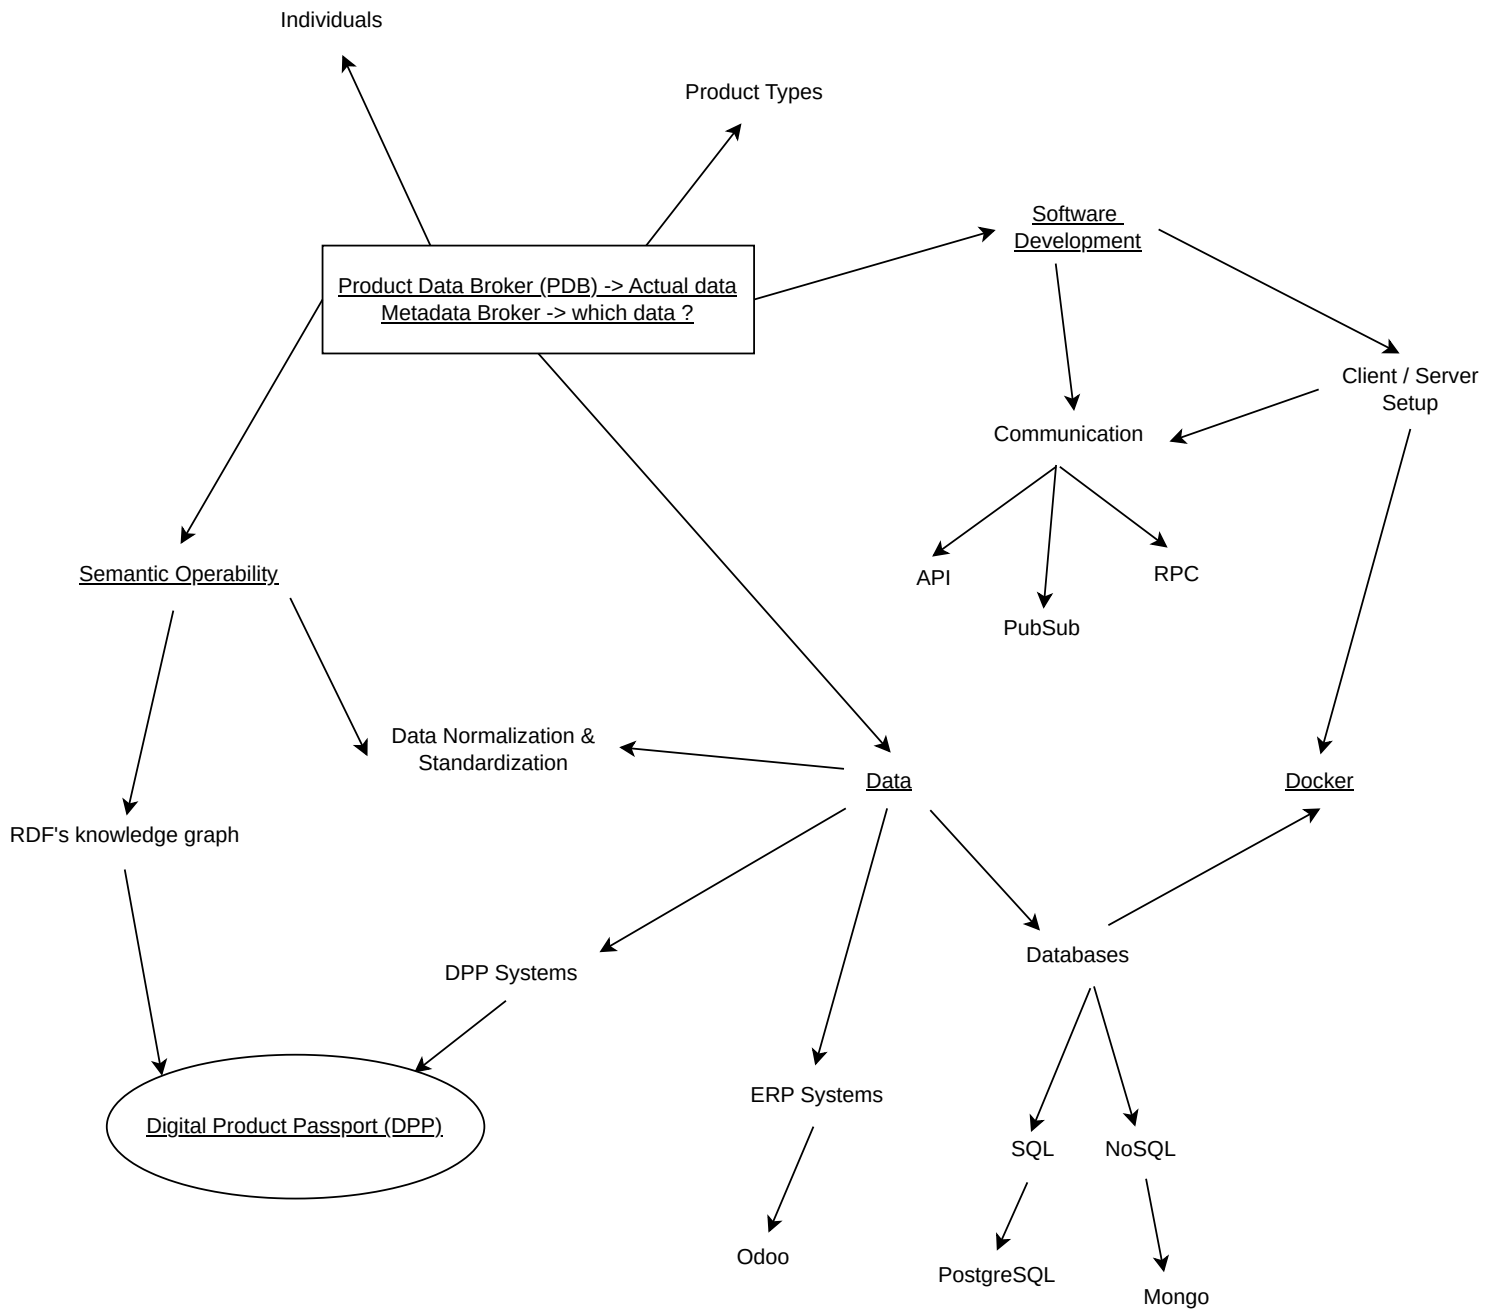 Individuals
Product Types
Software
Development
Product Data Broker (PDB) -> Actual data
Metadata Broker -> which data ?
Client / Server
Setup
Communication
API
RPC
PubSub
Semantic Operability
Data Normalization &
Standardization
Data
Docker
RDF's knowledge graph
DPP Systems
Databases
ERP Systems
Digital Product Passport (DPP)
SQL
NoSQL
Odoo
PostgreSQL
Mongo